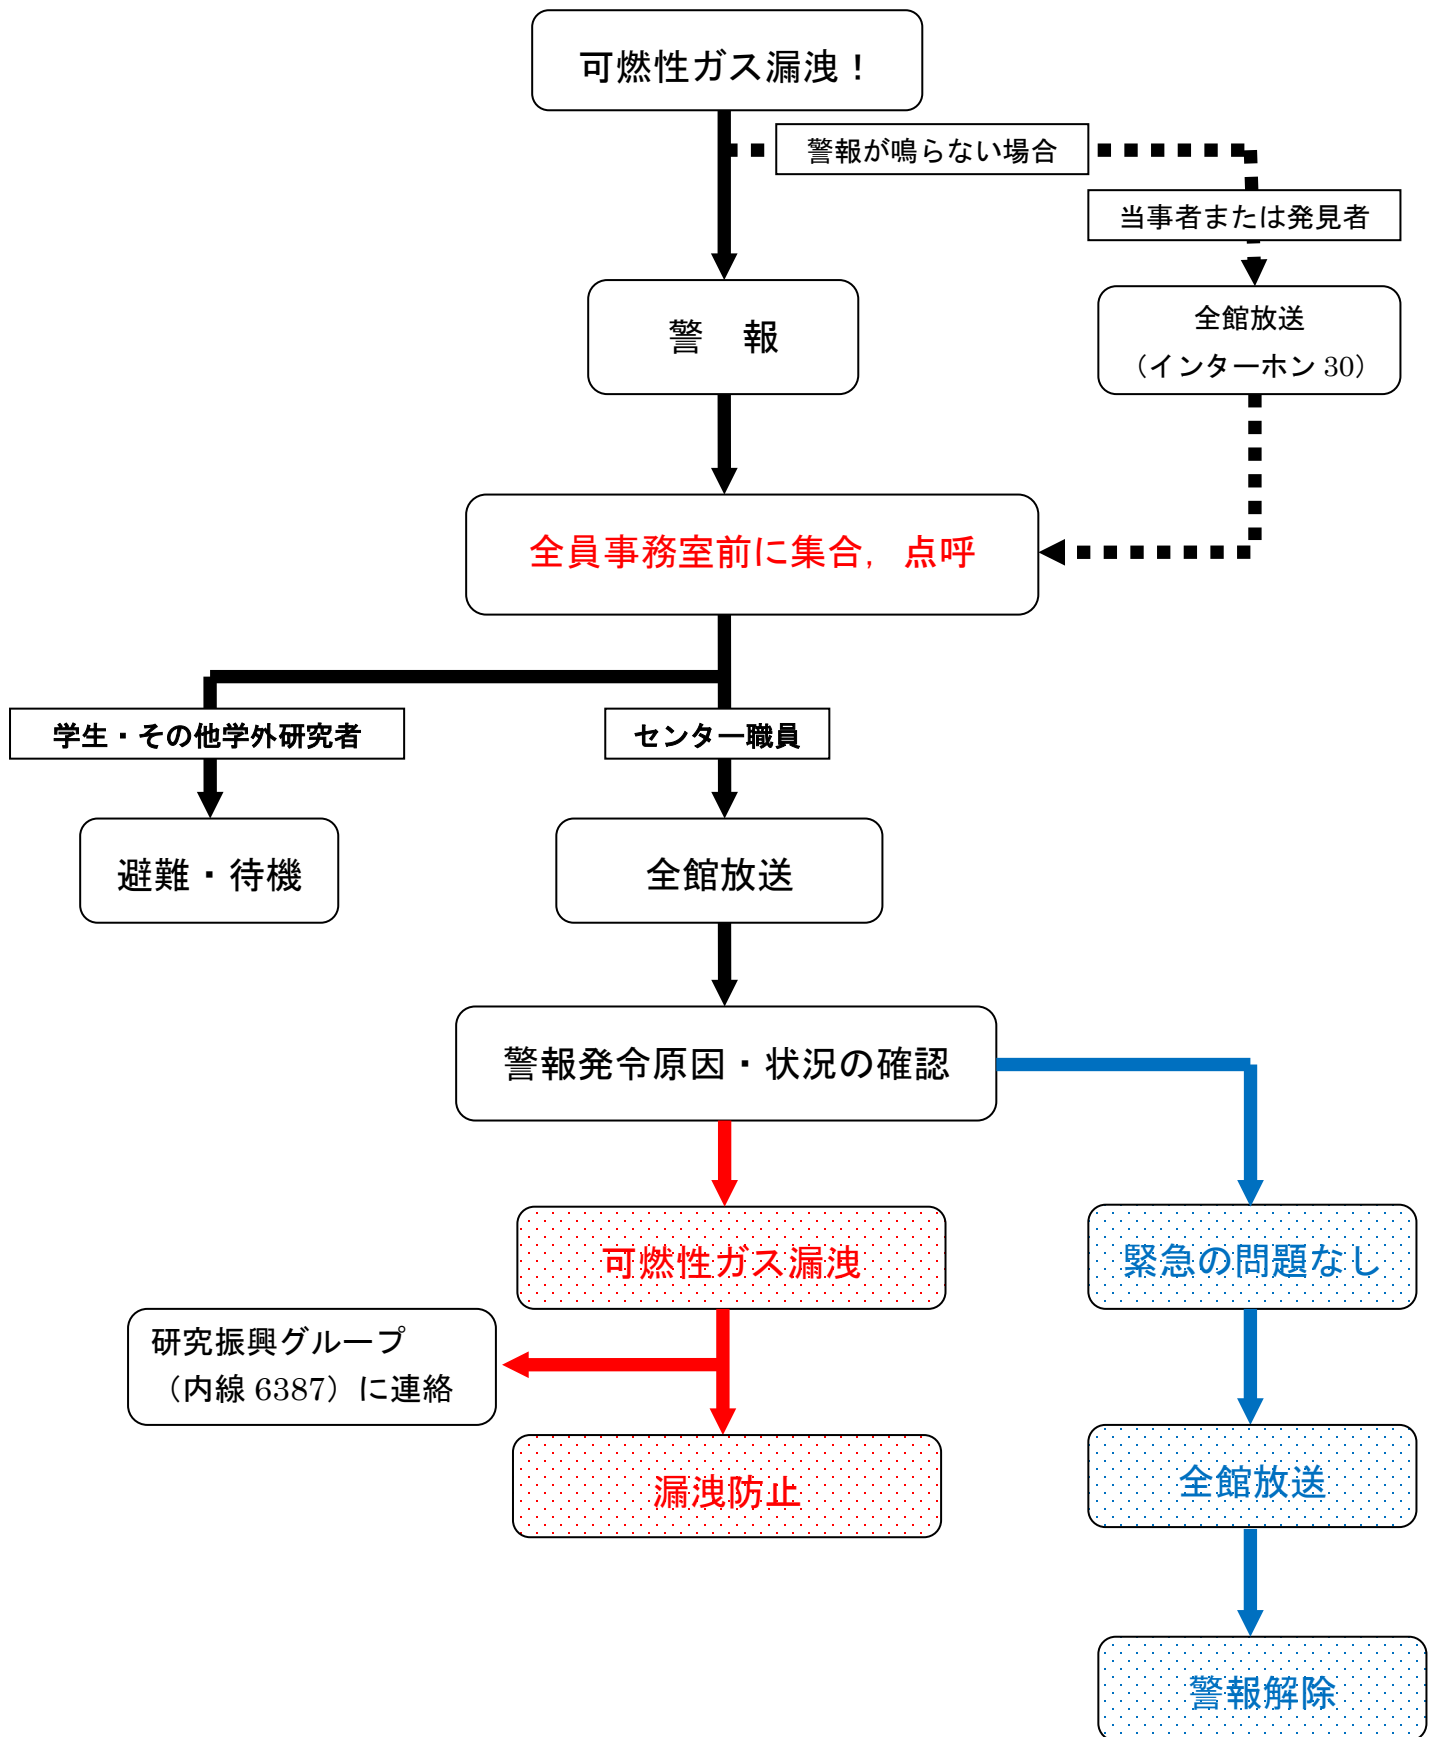 可燃性ガス漏洩！
警報が鳴らない場合
当事者または発見者
警　報
全館放送
（インターホン 30）
全員事務室前に集合，点呼
学生・その他学外研究者
センター職員
避難・待機
全館放送
警報発令原因・状況の確認
可燃性ガス漏洩
緊急の問題なし
研究振興グループ
（内線 6387）に連絡
漏洩防止
全館放送
警報解除